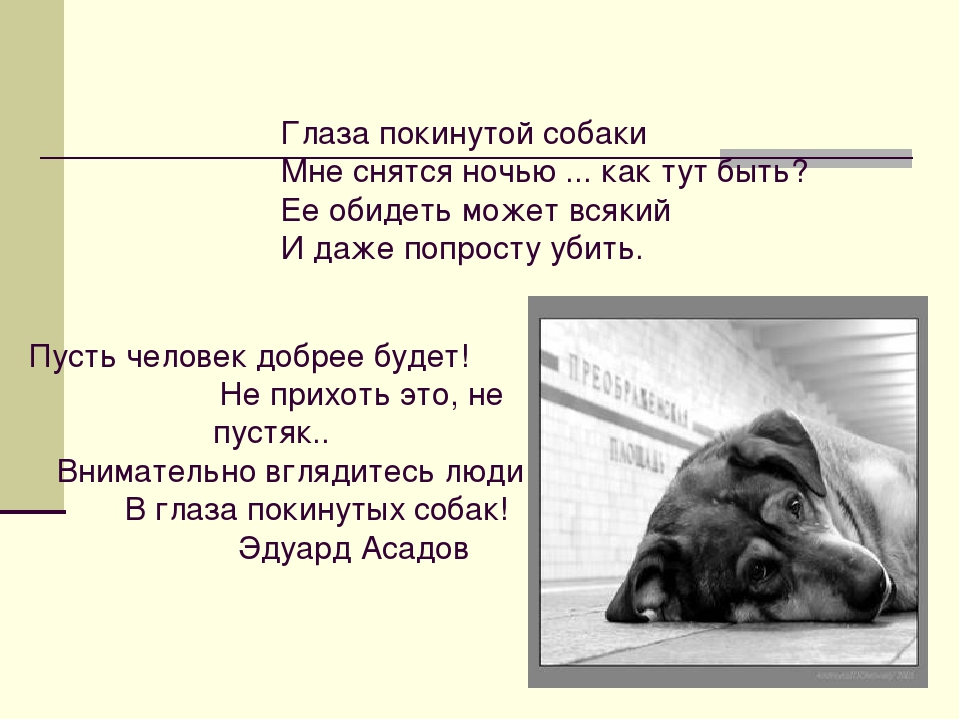 Глаза покинутой собаки
Мне снятся ночью ... как тут быть?
Ее обидеть может всякий
И даже попросту убить.
Пусть человек добрее будет!
Не прихоть это, не
пустяк..
Внимательно вглядитесь люди
В глаза покинутых собак!
Эдуард Асадов
ПРЕОБРАЖЕНСКАЯ
ПЛОЩАДЬ